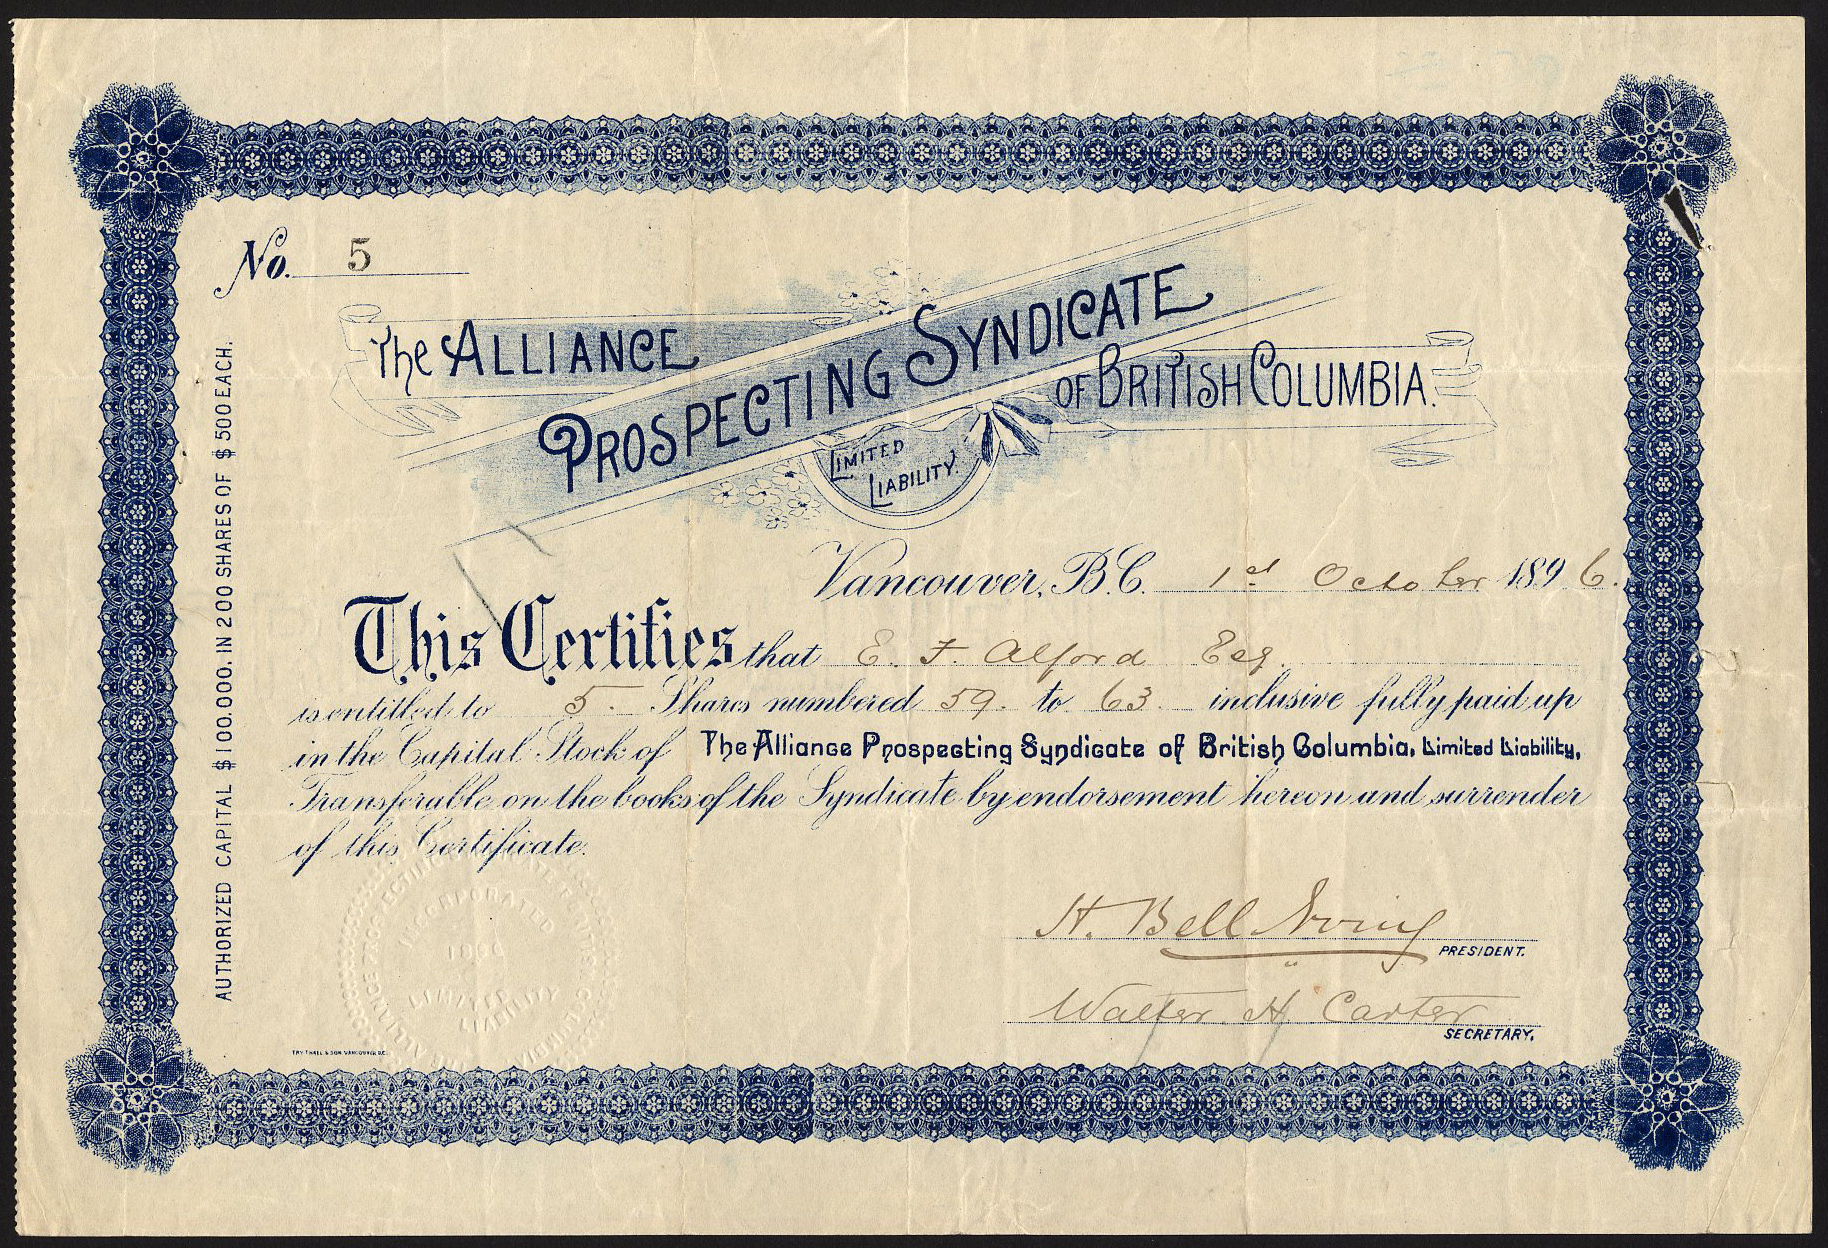 No. 5
The ALLIANCE
PROSPECTING SYNDICATE
OF BRITISH COLUMBIA.
LIMITED
LIABILITY.
AUTHORIZED CAPITAL $100,000. IN 200 SHARES OF $500 EACH.
Vancouver, B.C. 1st October 1896.
This Certifies that E. F. Alford Esq.
is entitled to 5. Shares numbered 59. to 63. inclusive fully paid up
in the Capital Stock of The Alliance Prospecting Syndicate of British Columbia, Limited Liability,
Transferable on the books of the Syndicate by endorsement hereon and surrender
of this Certificate.
INCORPORATED
1896
LIMITED
LIABILITY
H. Bell Irving
PRESIDENT.
Walter H Carter
SECRETARY.
TRYTHALL & SON VANCOUVER B.C.